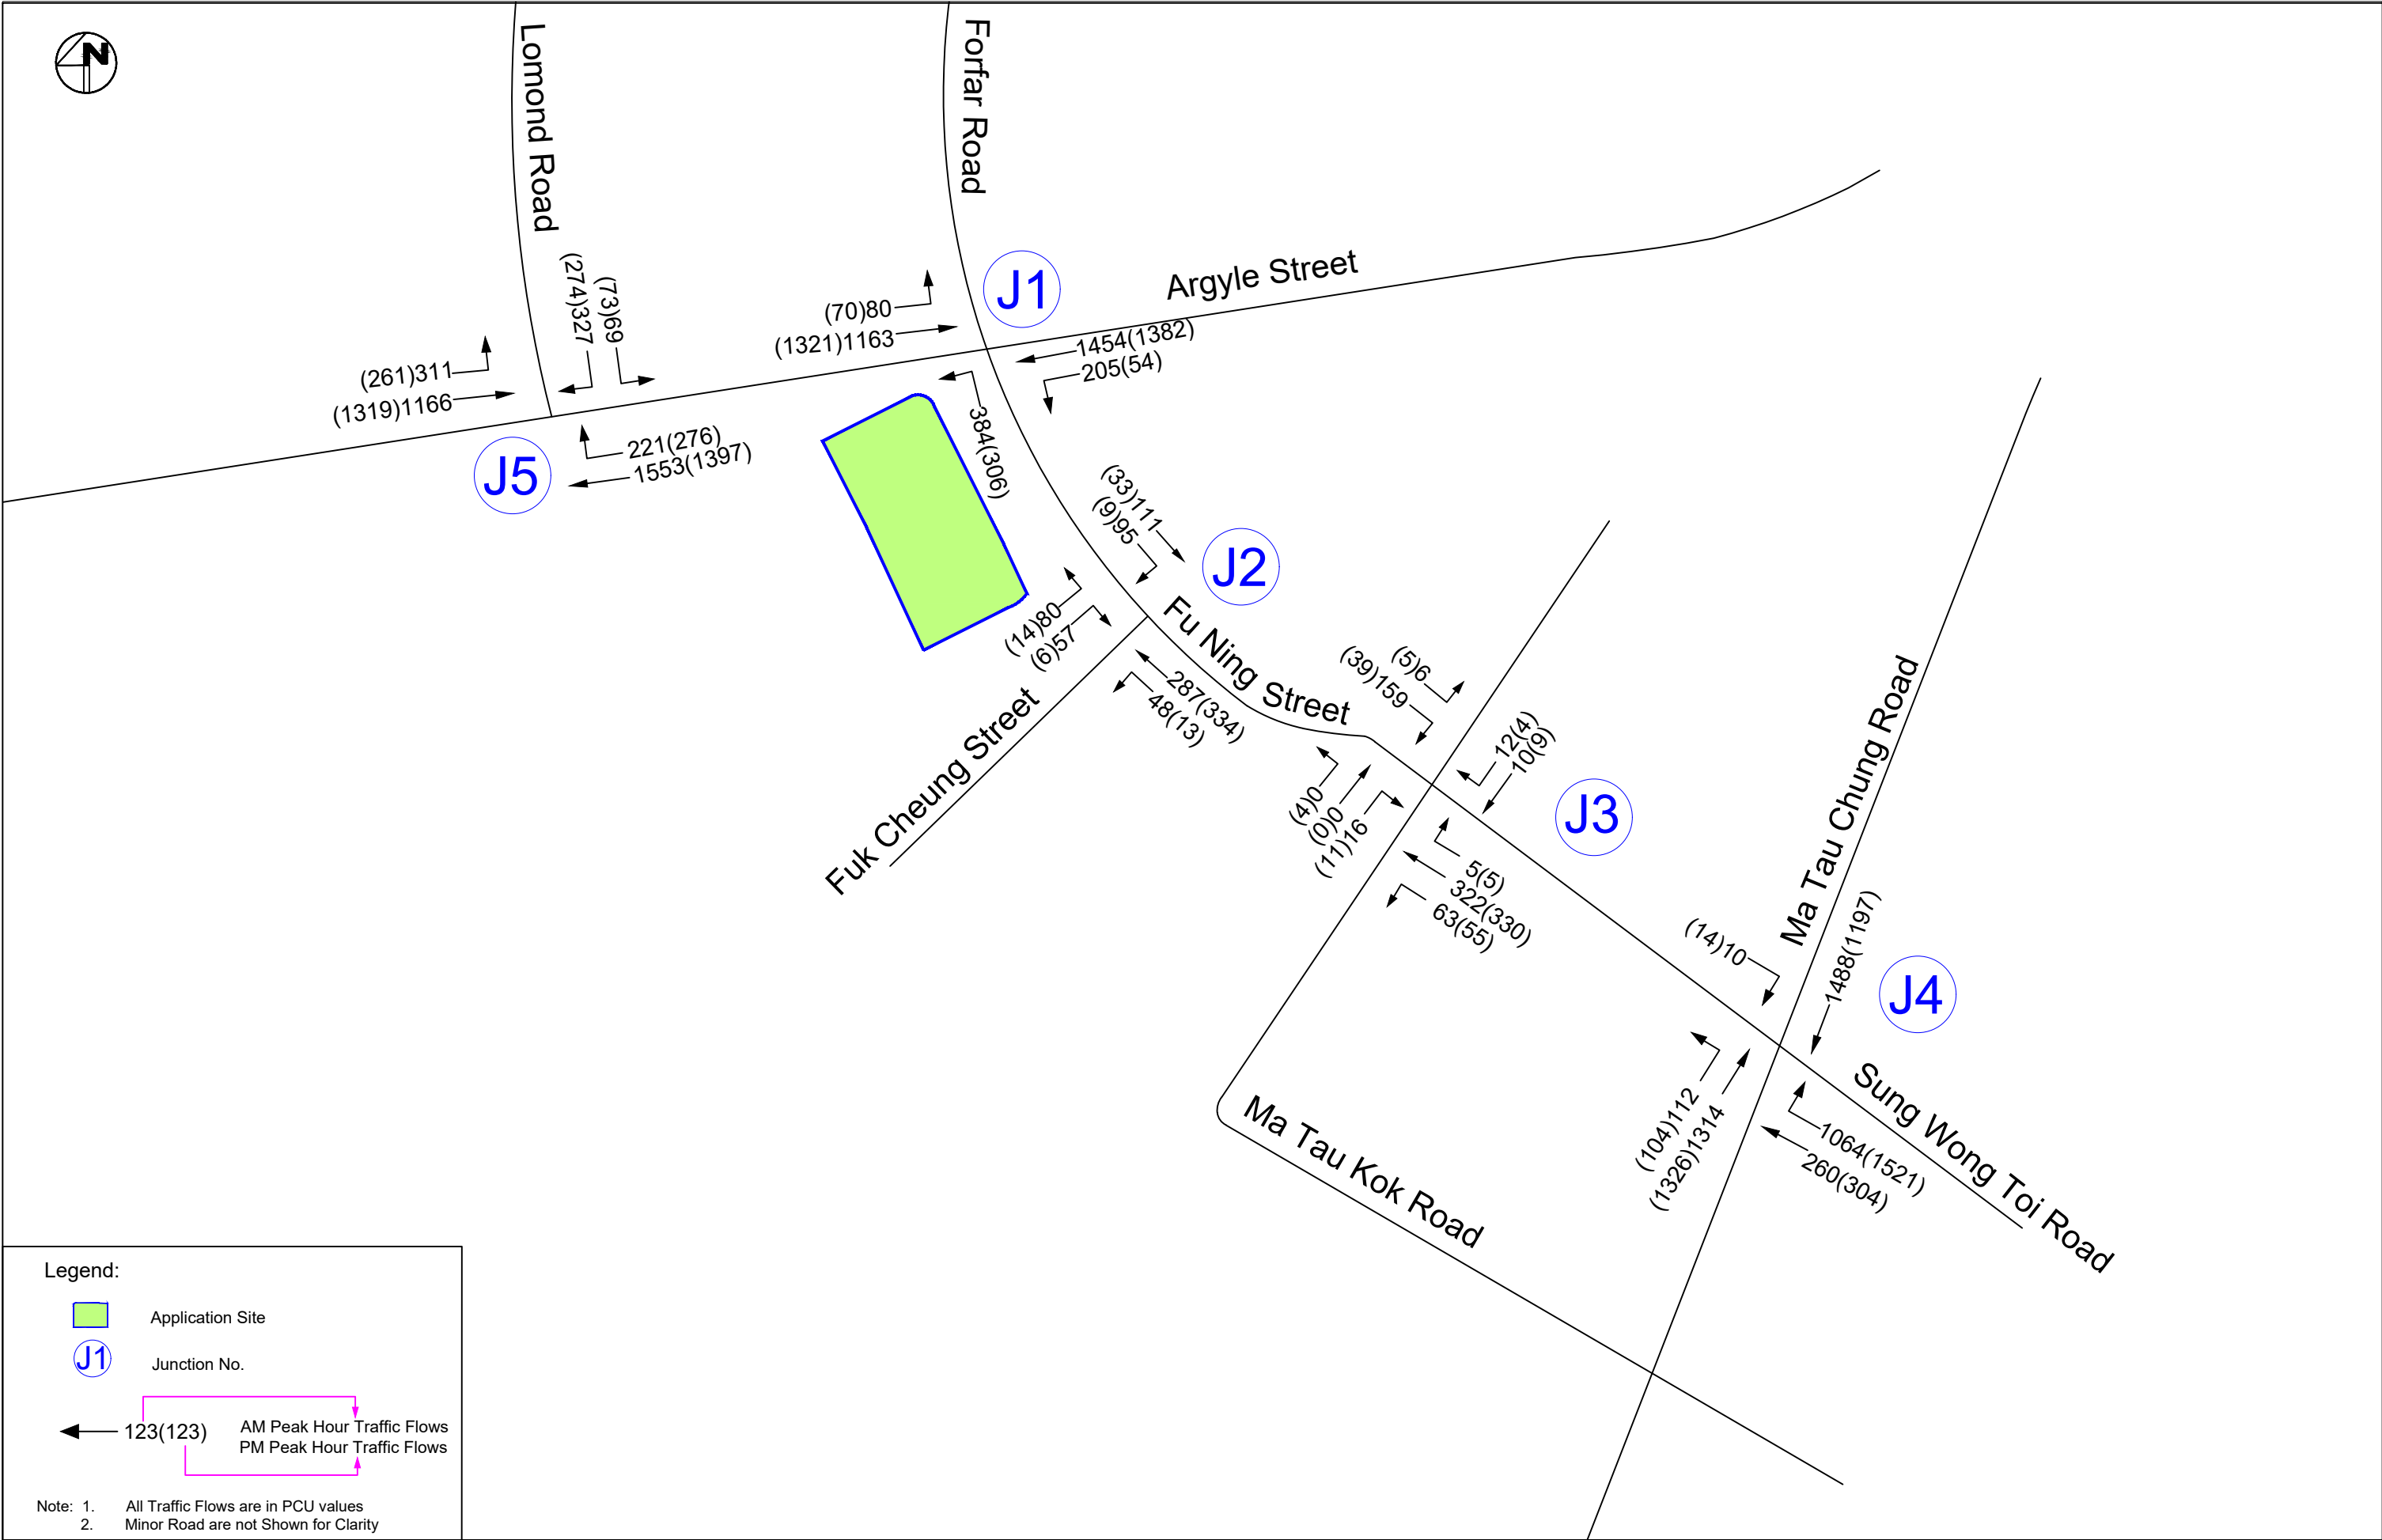 N
Lomond Road
Forfar Road
Argyle Street
J1
(70)80
(1321)1163
1454(1382)
205(54)
384(306)
(274)327
(73)69
(261)311
(1319)1166
221(276)
1553(1397)
J5
(33)111
(9)95
J2
(14)80
(6)57
287(334)
48(13)
Fu Ning Street
Fuk Cheung Street
(5)6
(39)159
12(4)
10(9)
J3
(4)0
(0)0
(11)16
5(5)
322(330)
63(55)
Ma Tau Chung Road
(14)10
1488(1197)
J4
(104)112
(1326)1314
1064(1521)
260(304)
Sung Wong Toi Road
Ma Tau Kok Road
Legend:
Application Site
J1
Junction No.
123(123)
AM Peak Hour Traffic Flows
PM Peak Hour Traffic Flows
Note: 1. All Traffic Flows are in PCU values
2. Minor Road are not Shown for Clarity